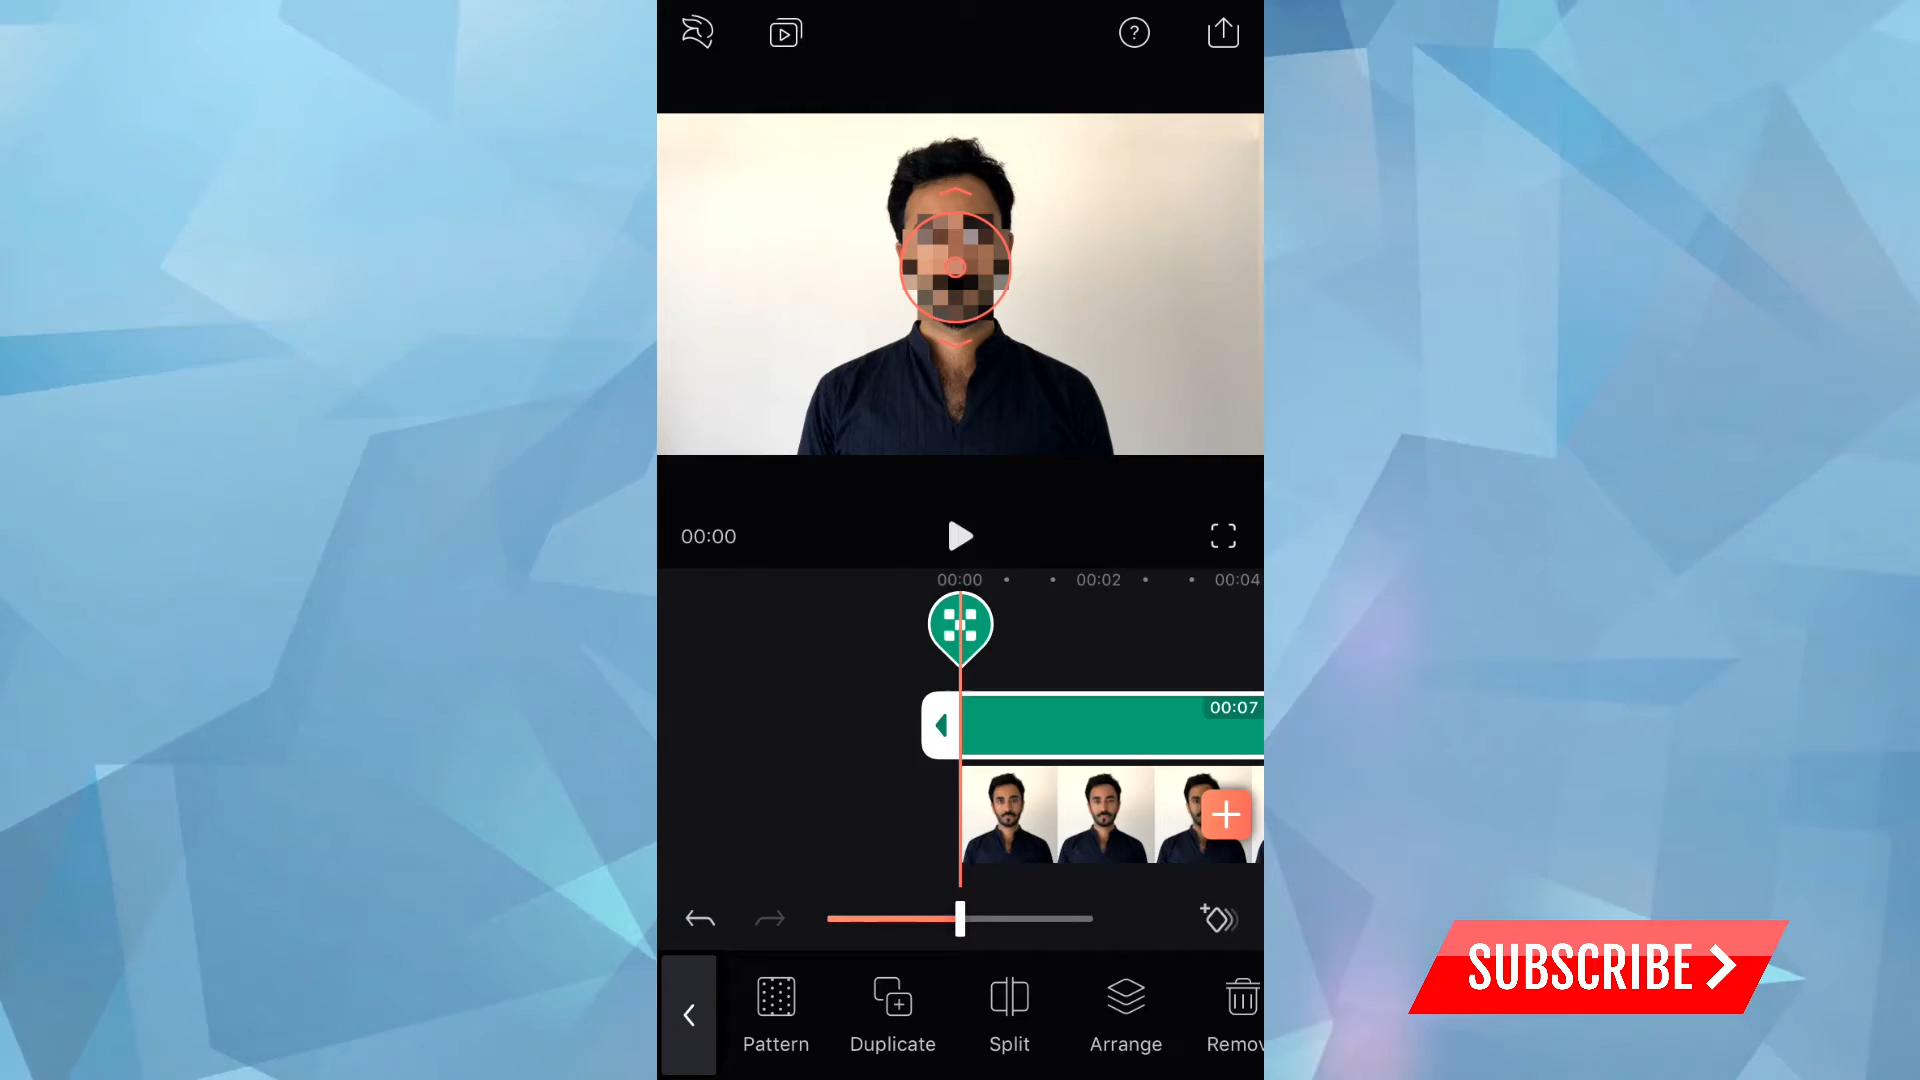 ?
00:00
00:00
00:02
00:04
00:07
Pattern
Duplicate
Split
Arrange
Remov
SUBSCRIBE